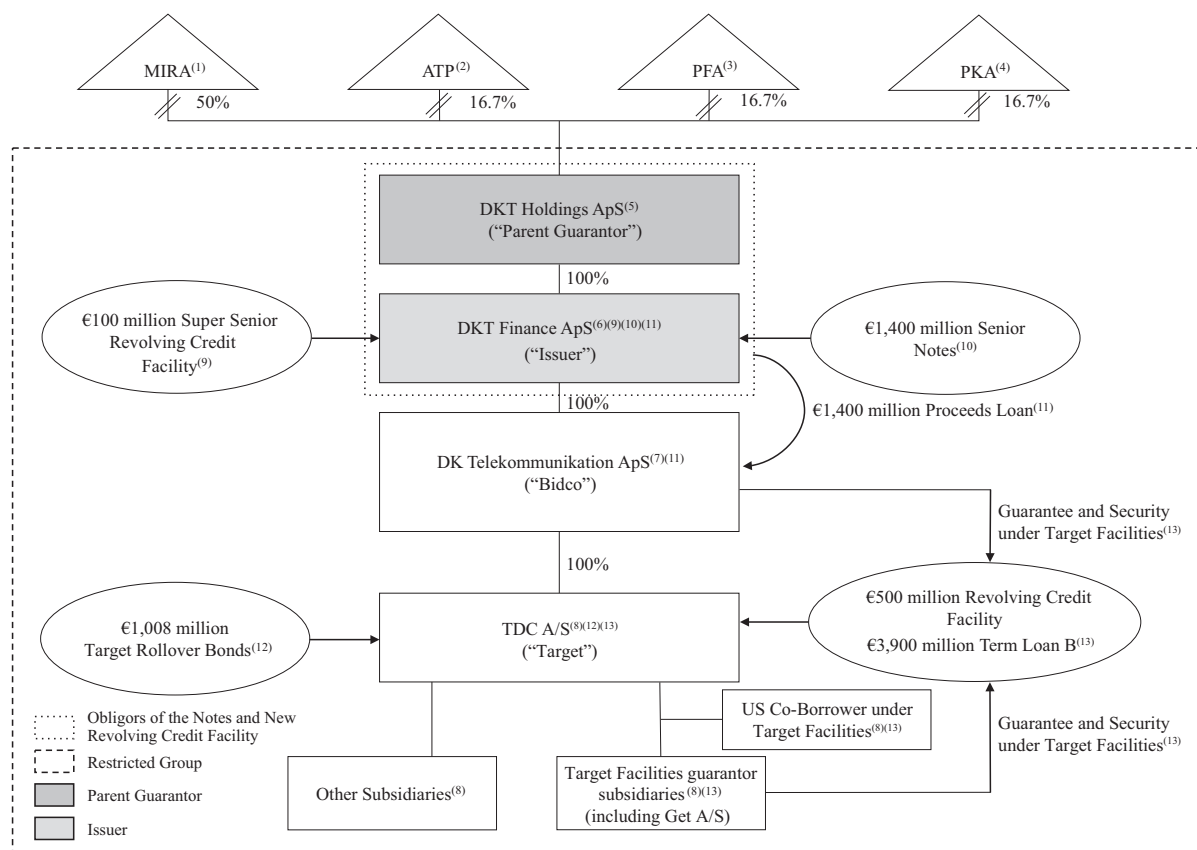 MIRA(1)
ATP(2)
PFA(3)
PKA(4)
50%
16.7%
16.7%
16.7%
DKT Holdings ApS(5)
(“Parent Guarantor”)
100%
€100 million Super Senior
Revolving Credit
Facility(9)
DKT Finance ApS(6)(9)(10)(11)
(“Issuer”)
€1,400 million Senior
Notes(10)
100%
€1,400 million Proceeds Loan(11)
DK Telekommunikation ApS(7)(11)
(“Bidco”)
Guarantee and Security
under Target Facilities(13)
100%
€1,008 million
Target Rollover Bonds(12)
TDC A/S(8)(12)(13)
(“Target”)
€500 million Revolving Credit
Facility
€3,900 million Term Loan B(13)
US Co-Borrower under
Target Facilities(8)(13)
Guarantee and Security
under Target Facilities(13)
Other Subsidiaries(8)
Target Facilities guarantor
subsidiaries(8)(13)
(including Get A/S)
Obligors of the Notes and New
Revolving Credit Facility
Restricted Group
Parent Guarantor
Issuer